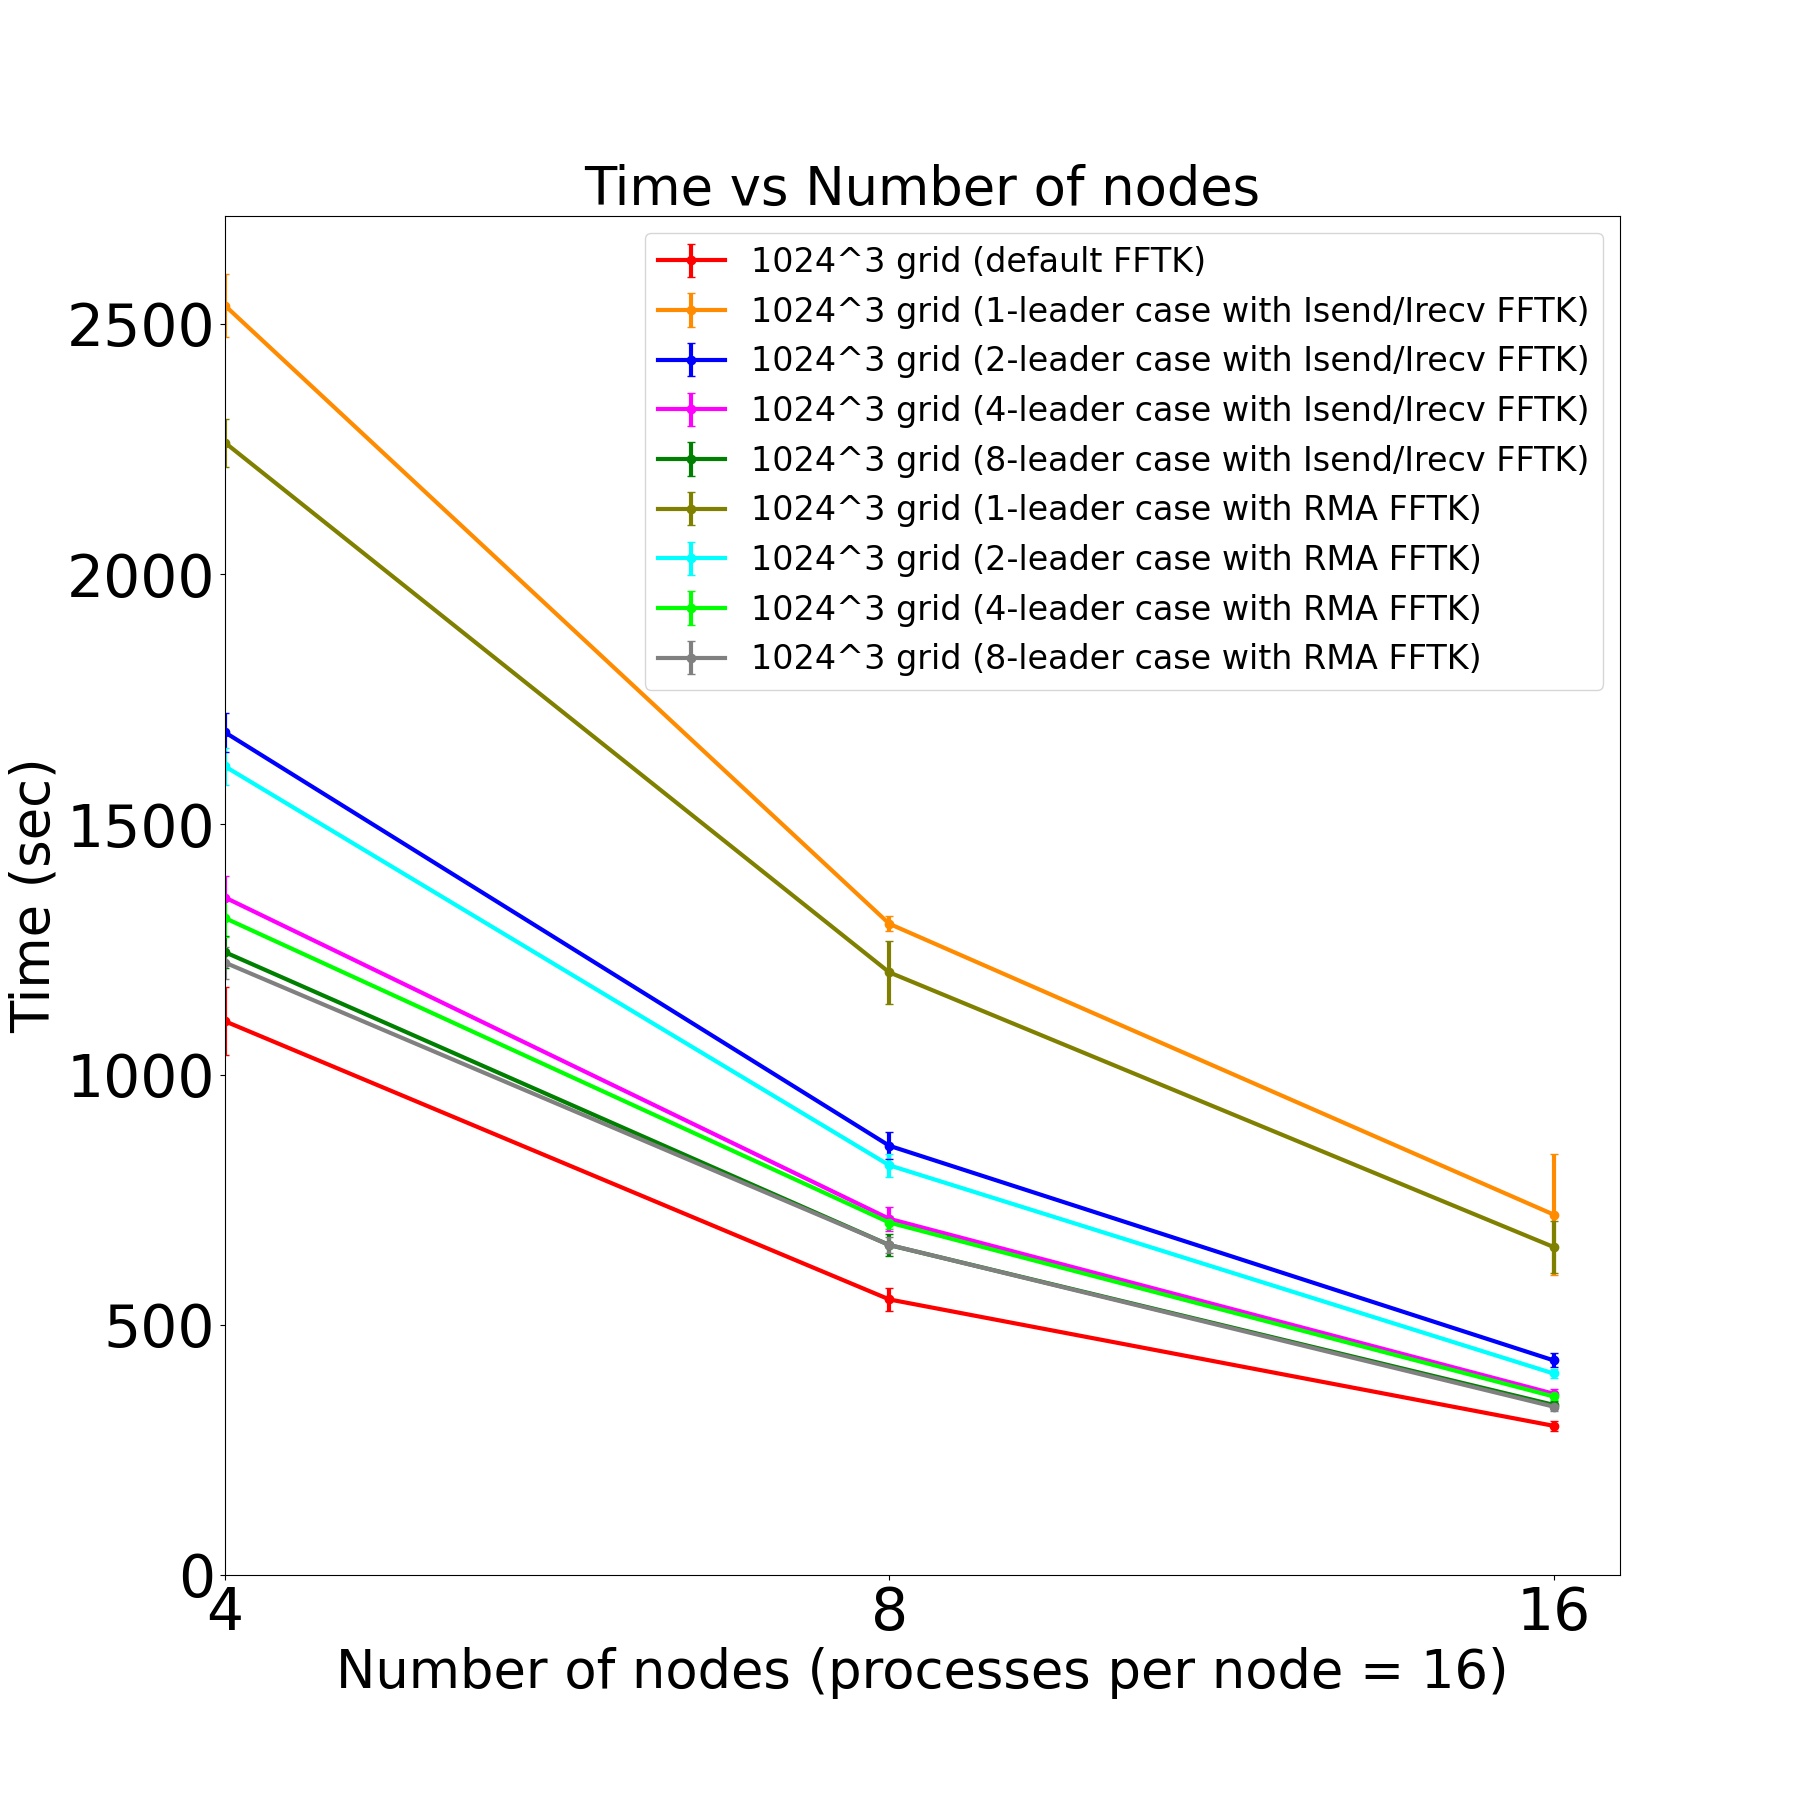 Time vs Number of nodes
1024^3 grid (default FFTK)
1024^3 grid (1-leader case with Isend/Irecv FFTK)
1024^3 grid (2-leader case with Isend/Irecv FFTK)
1024^3 grid (4-leader case with Isend/Irecv FFTK)
1024^3 grid (8-leader case with Isend/Irecv FFTK)
1024^3 grid (1-leader case with RMA FFTK)
1024^3 grid (2-leader case with RMA FFTK)
1024^3 grid (4-leader case with RMA FFTK)
1024^3 grid (8-leader case with RMA FFTK)
Time (sec)
2500
2000
1500
1000
500
0
4 8 16
Number of nodes (processes per node = 16)